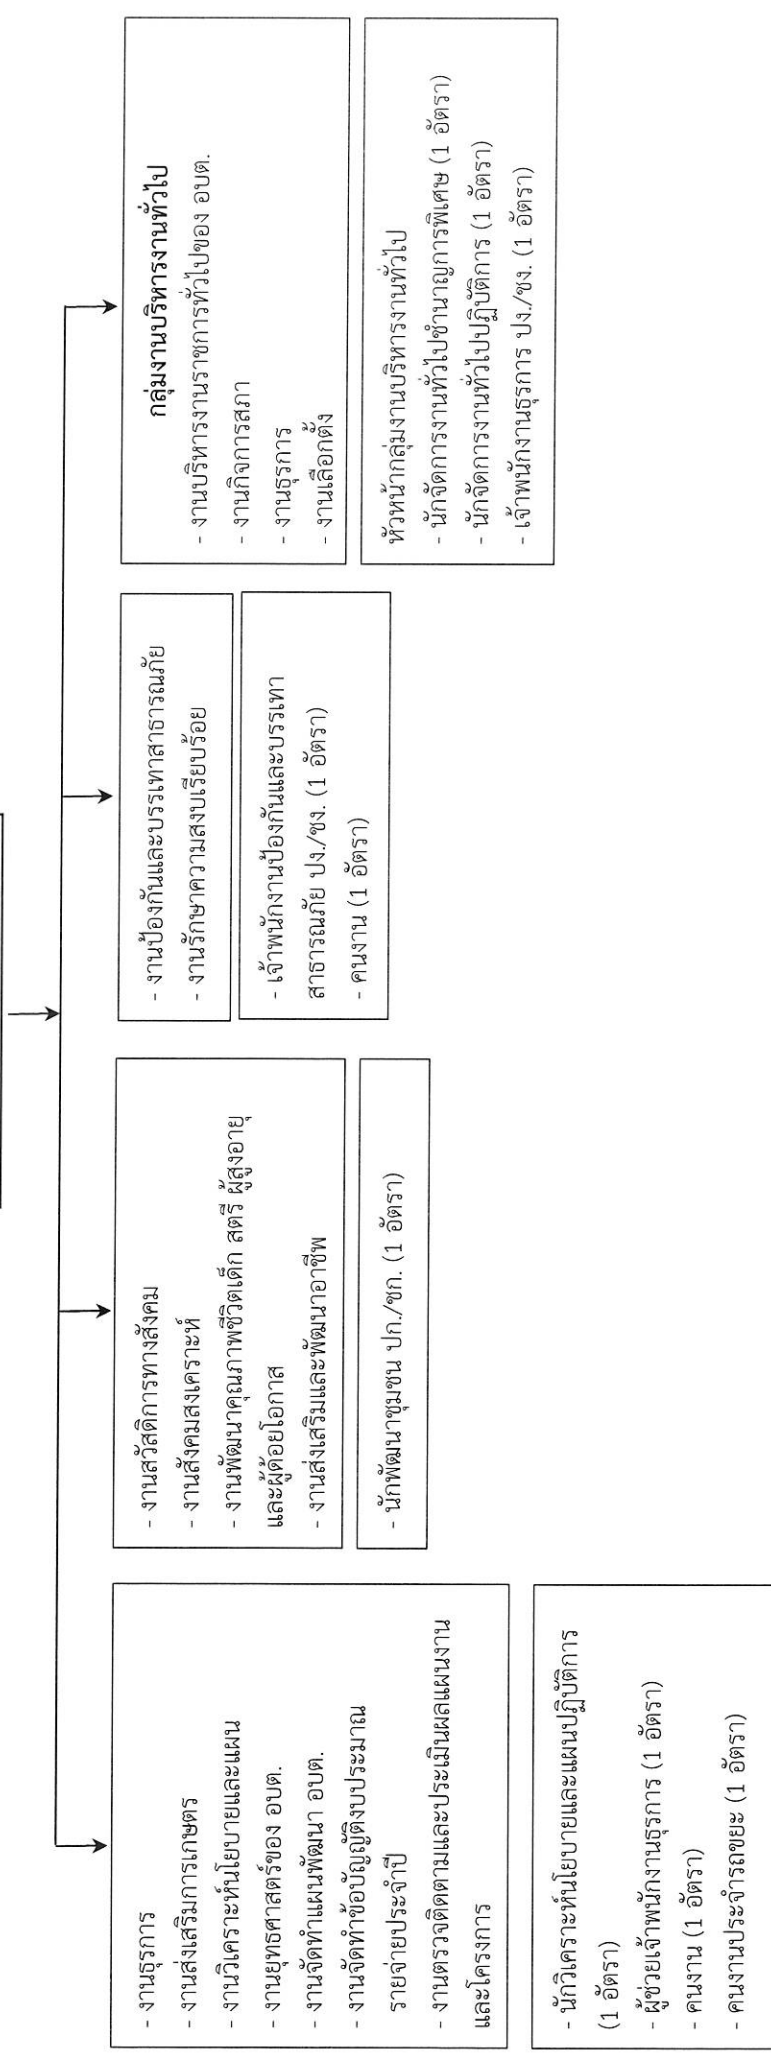 - งานธุรการ
- งานส่งเสริมการเกษตร
- งานวิเคราะห์นโยบายและแผน
- งานยุทธศาสตร์ของ อบต.
- งานจัดทำแผนพัฒนา อบต.
- งานจัดทำข้อบัญญัติงบประมาณ
รายจ่ายประจำปี
- งานตรวจติดตามและประเมินผลแผนงาน
และโครงการ
- นักวิเคราะห์นโยบายและแผนปฏิบัติการ
(1 อัตรา)
- ผู้ช่วยเจ้าพนักงานธุรการ (1 อัตรา)
- คนงาน (1 อัตรา)
- คนงานประจำรถขยะ (1 อัตรา)
- งานสวัสดิการทางสังคม
- งานสังคมสงเคราะห์
- งานพัฒนาคุณภาพชีวิตเด็ก สตรี ผู้สูงอายุ
และผู้ด้อยโอกาส
- งานส่งเสริมและพัฒนาอาชีพ
- นักพัฒนาชุมชน ปก./ชก. (1 อัตรา)
- งานป้องกันและบรรเทาสาธารณภัย
- งานรักษาความสงบเรียบร้อย
- เจ้าพนักงานป้องกันและบรรเทา
สาธารณภัย ปง./ชง. (1 อัตรา)
- คนงาน (1 อัตรา)
กลุ่มงานบริหารงานทั่วไป
- งานบริหารงานราชการทั่วไปของ อบต.
- งานกิจการสภา
- งานธุรการ
- งานเลือกตั้ง
หัวหน้ากลุ่มงานบริหารงานทั่วไป
- นักจัดการงานทั่วไปชำนาญการพิเศษ (1 อัตรา)
- นักจัดการงานทั่วไปปฏิบัติการ (1 อัตรา)
- เจ้าพนักงานธุรการ ปง./ชง. (1 อัตรา)